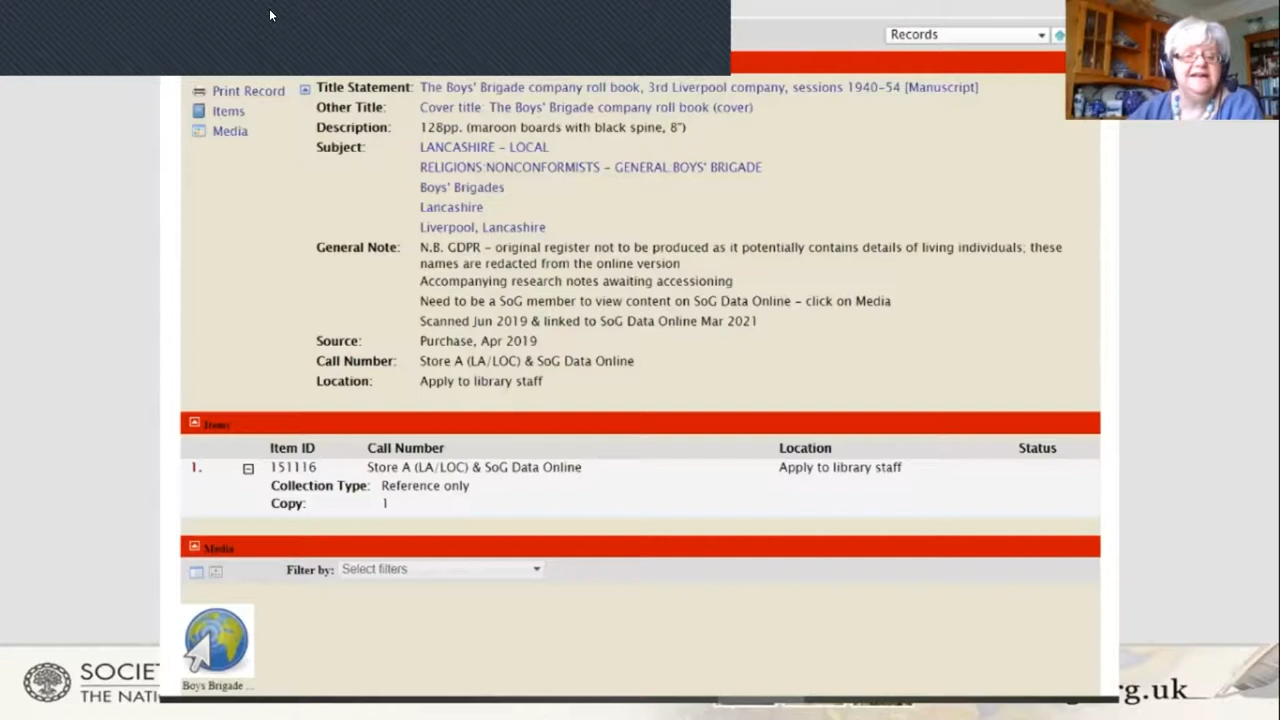 Records
Print Record
Items
Media
Title Statement: The Boys' Brigade company roll book, 3rd Liverpool company, sessions 1940-54 [Manuscript]
Other Title: Cover title: The Boys' Brigade company roll book (cover)
Description: 128pp. (maroon boards with black spine, 8")
Subject: LANCASHIRE - LOCAL
RELIGIONS:NONCONFORMISTS - GENERAL:BOYS' BRIGADE
Boys' Brigades
Lancashire
Liverpool, Lancashire
General Note: N.B. GDPR - original register not to be produced as it potentially contains details of living individuals; these
names are redacted from the online version
Accompanying research notes awaiting accessioning
Need to be a SoG member to view content on SoG Data Online - click on Media
Scanned Jun 2019 & linked to SoG Data Online Mar 2021
Source: Purchase, Apr 2019
Call Number: Store A (LA/LOC) & SoG Data Online
Location: Apply to library staff
Items
Item ID Call Number Location Status
1. 151116 Store A (LA/LOC) & SoG Data Online Apply to library staff
Collection Type: Reference only
Copy: 1
Media
Filter by: Select filters
Boys Brigade ...
SOCIET
THE NATI
rg.uk